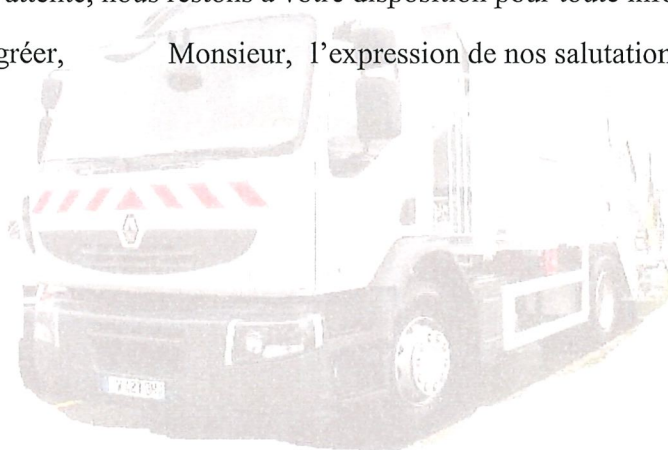 attente, nous restons à votre disposition pour toute
gréer, Monsieur, l'expression de nos salutation